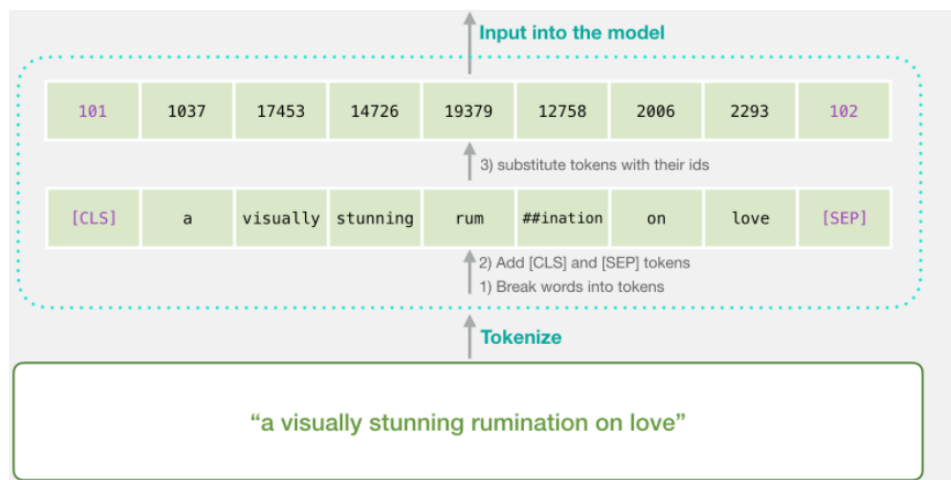 Input into the model
101 1037 17453 14726 19379 12758 2006 2293 102
3) substitute tokens with their ids
[CLS] a visually stunning rum ##ination on love [SEP]
2) Add [CLS] and [SEP] tokens
1) Break words into tokens
Tokenize
“a visually stunning rumination on love”